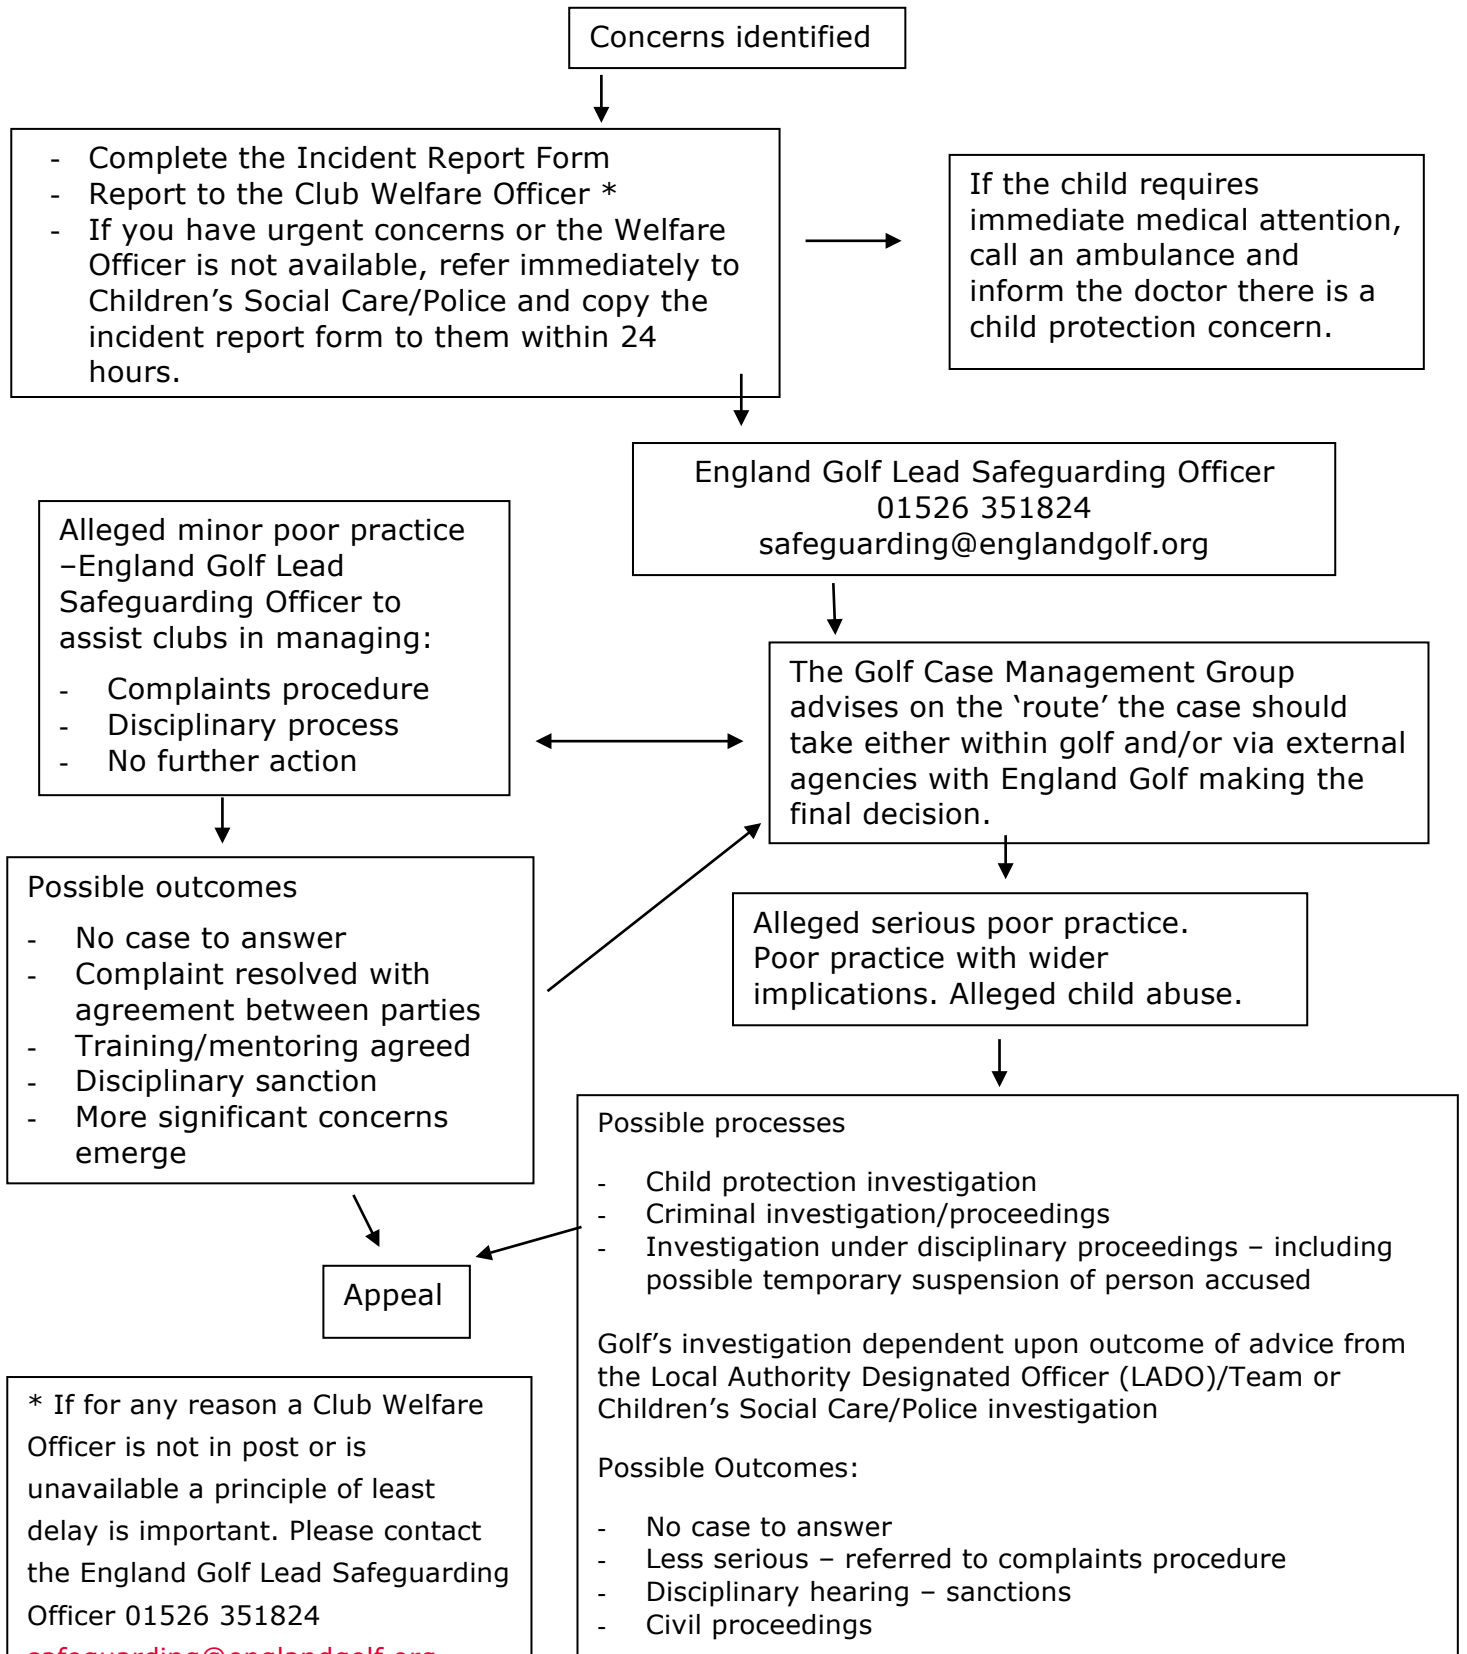 Concerns identified
- Complete the Incident Report Form
- Report to the Club Welfare Officer *
- If you have urgent concerns or the Welfare
Officer is not available, refer immediately to
Children’s Social Care/Police and copy the
incident report form to them within 24
hours.
If the child requires
immediate medical attention,
call an ambulance and
inform the doctor there is a
child protection concern.
England Golf Lead Safeguarding Officer
01526 351824
safeguarding@englandgolf.org
Alleged minor poor practice
–England Golf Lead
Safeguarding Officer to
assist clubs in managing:
- Complaints procedure
- Disciplinary process
- No further action
The Golf Case Management Group
advises on the ‘route’ the case should
take either within golf and/or via external
agencies with England Golf making the
final decision.
Possible outcomes
- No case to answer
- Complaint resolved with
agreement between parties
- Training/mentoring agreed
- Disciplinary sanction
- More significant concerns
emerge
Alleged serious poor practice.
Poor practice with wider
implications. Alleged child abuse.
Possible processes
- Child protection investigation
- Criminal investigation/proceedings
- Investigation under disciplinary proceedings – including
possible temporary suspension of person accused
Golf’s investigation dependent upon outcome of advice from
the Local Authority Designated Officer (LADO)/Team or
Children’s Social Care/Police investigation
Possible Outcomes:
- No case to answer
- Less serious – referred to complaints procedure
- Disciplinary hearing – sanctions
- Civil proceedings
Appeal
* If for any reason a Club Welfare
Officer is not in post or is
unavailable a principle of least
delay is important. Please contact
the England Golf Lead Safeguarding
Officer 01526 351824
safeguarding@englandgolf.org